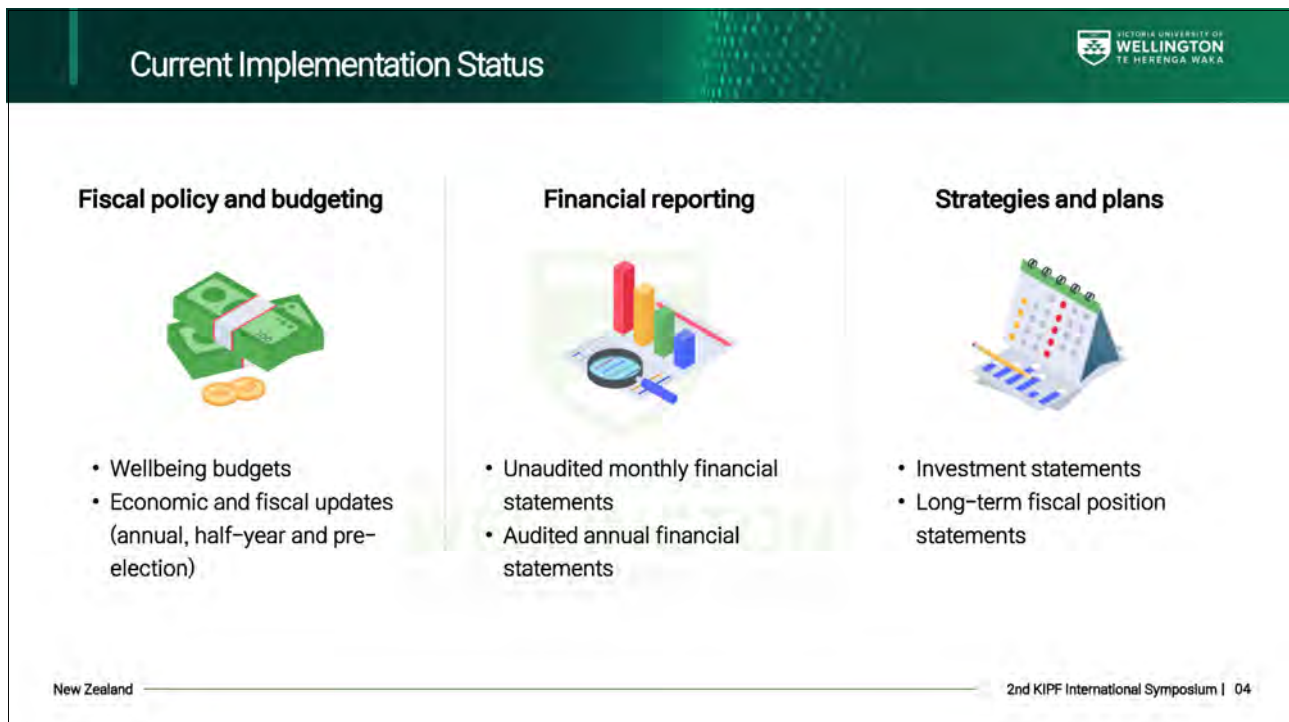 Current Implementation Status
VICTORIA UNIVERSITY OF
WELLINGTON
TE HERENGA WAKA
Fiscal policy and budgeting
• Wellbeing budgets
• Economic and fiscal updates
(annual, half-year and pre-
election)
Financial reporting
• Unaudited monthly financial
statements
• Audited annual financial
statements
Strategies and plans
• Investment statements
• Long-term fiscal position
statements
New Zealand
2nd KIPF International Symposium | 04